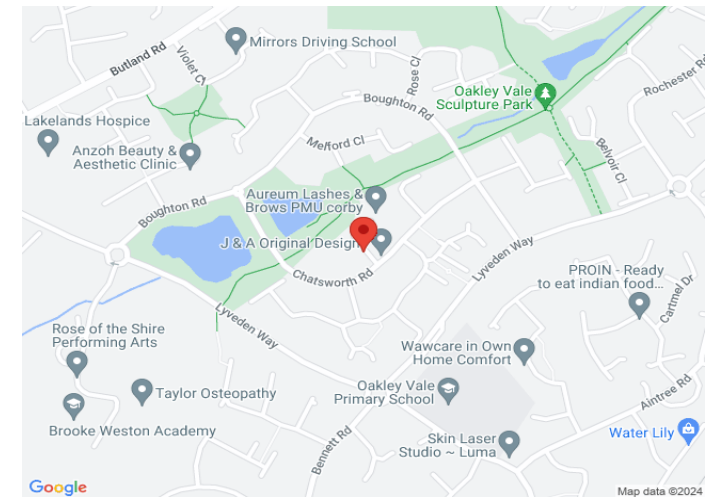 Butland Rd
Mirrors Driving School
Violet Ct
Rose Cl
Oakley Vale
Sculpture Park
Rochester Rd
Boughton Rd
Lakelands Hospice
Mefford Cl
Anzoh Beauty &
Aesthetic Clinic
Belvoir Cl
Aureum Lashes &
Brows PMU corby
Boughton Rd
J & A Original Design
Lyveden Way
Chatsworth Rd
PROIN - Ready
to eat indian food...
Cartmel Dr
Lyveden Way
Rose of the Shire
Performing Arts
Wawcare in Own
Home Comfort
Taylor Osteopathy
Oakley Vale
Primary School
Aintree Rd
Brooke Weston Academy
Bennett Rd
Skin Laser
Studio ~ Luma
Water Lily
Google
Map data ©2024